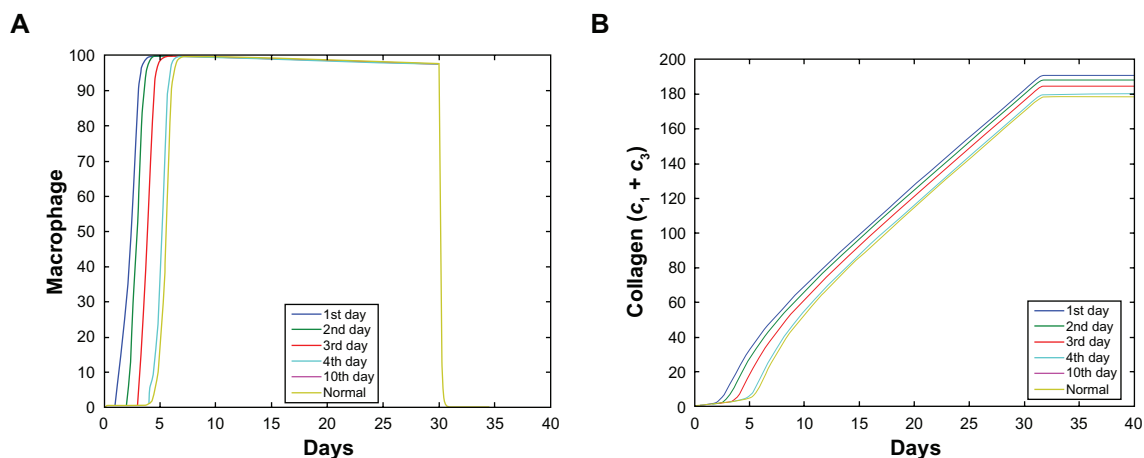 A
100
90
80
70
60
50
40
30
20
10
0
Macrophage
0 5 10 15 20 25 30 35 40
Days
1st day
2nd day
3rd day
4th day
10th day
Normal
B
200
180
160
140
120
100
80
60
40
20
0
Collagen (c₁ + c₃)
0 5 10 15 20 25 30 35 40
Days
1st day
2nd day
3rd day
4th day
10th day
Normal